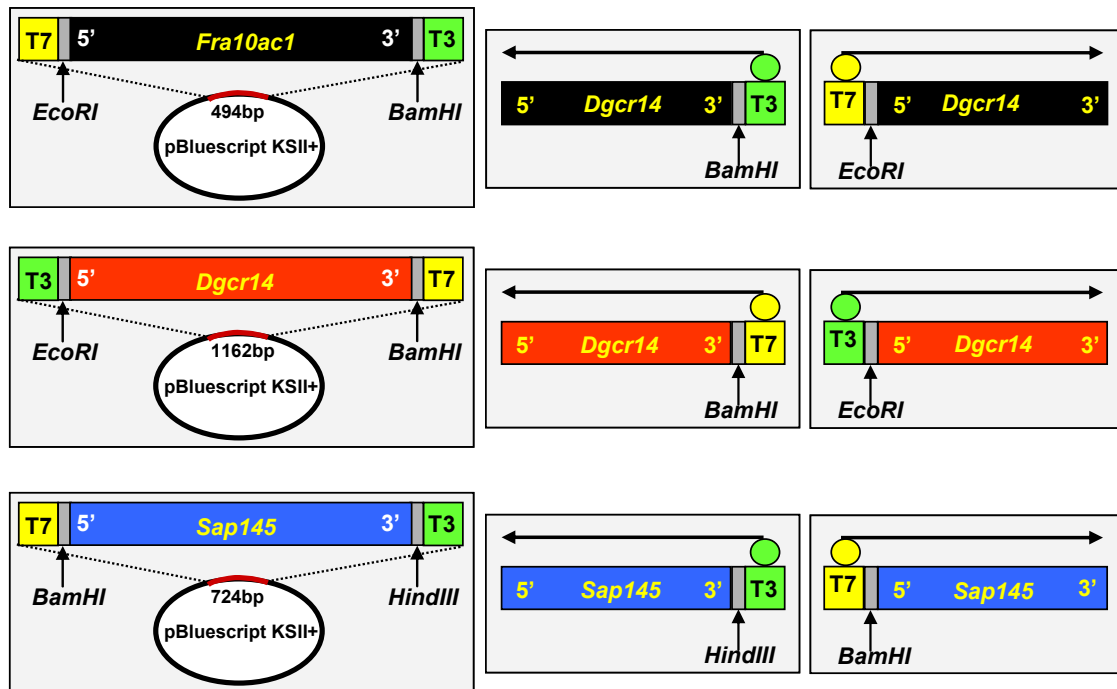 T7 5’ Fra10ac1 3’ T3
EcoRI BamHI
494bp
pBluescript KSII+
5’ Dgcr14 3’ T3
BamHI
T7 5’ Dgcr14 3’
EcoRI
T3 5’ Dgcr14 3’ T7
EcoRI BamHI
1162bp
pBluescript KSII+
5’ Dgcr14 3’ T7
BamHI
T3 5’ Dgcr14 3’
EcoRI
T7 5’ Sap145 3’ T3
BamHI HindIII
724bp
pBluescript KSII+
5’ Sap145 3’ T3
HindIII
T7 5’ Sap145 3’
BamHI